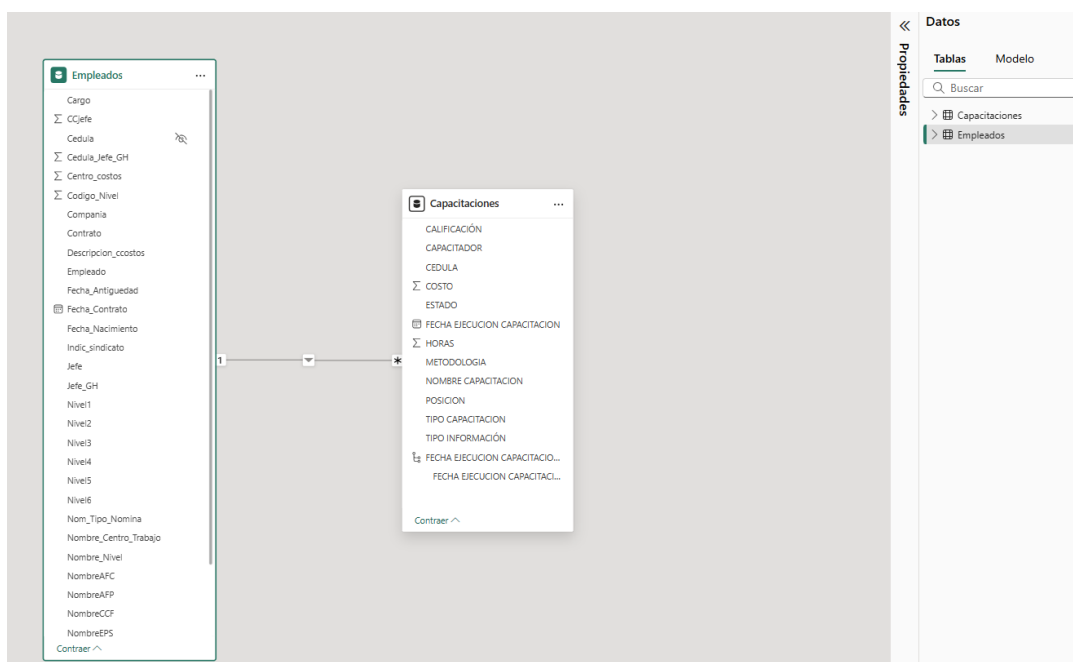 Empleados
...
Cargo
∑ CCjefe
Cedula
∑ Cedula_Jefe_GH
∑ Centro_costos
∑ Codigo_Nivel
Compania
Contrato
Descripcion_ccostos
Empleado
Fecha_Antiguedad
Fecha_Contrato
Fecha_Nacimiento
Indic_sindicato
Jefe
Jefe_GH
Nivel1
Nivel2
Nivel3
Nivel4
Nivel5
Nivel6
Nom_Tipo_Nomina
Nombre_Centro_Trabajo
Nombre_Nivel
NombreAFC
NombreAFP
NombreCCF
NombreEPS
Contraer
1
*
Capacitaciones
...
CALIFICACIÓN
CAPACITADOR
CEDULA
∑ COSTO
ESTADO
FECHA EJECUCION CAPACITACION
∑ HORAS
METODOLOGIA
NOMBRE CAPACITACION
POSICION
TIPO CAPACITACION
TIPO INFORMACIÓN
FECHA EJECUCION CAPACITACIO...
FECHA EJECUCION CAPACITACI...
Contraer
Propiedades
Datos
Tablas Modelo
Buscar
Capacitaciones
Empleados